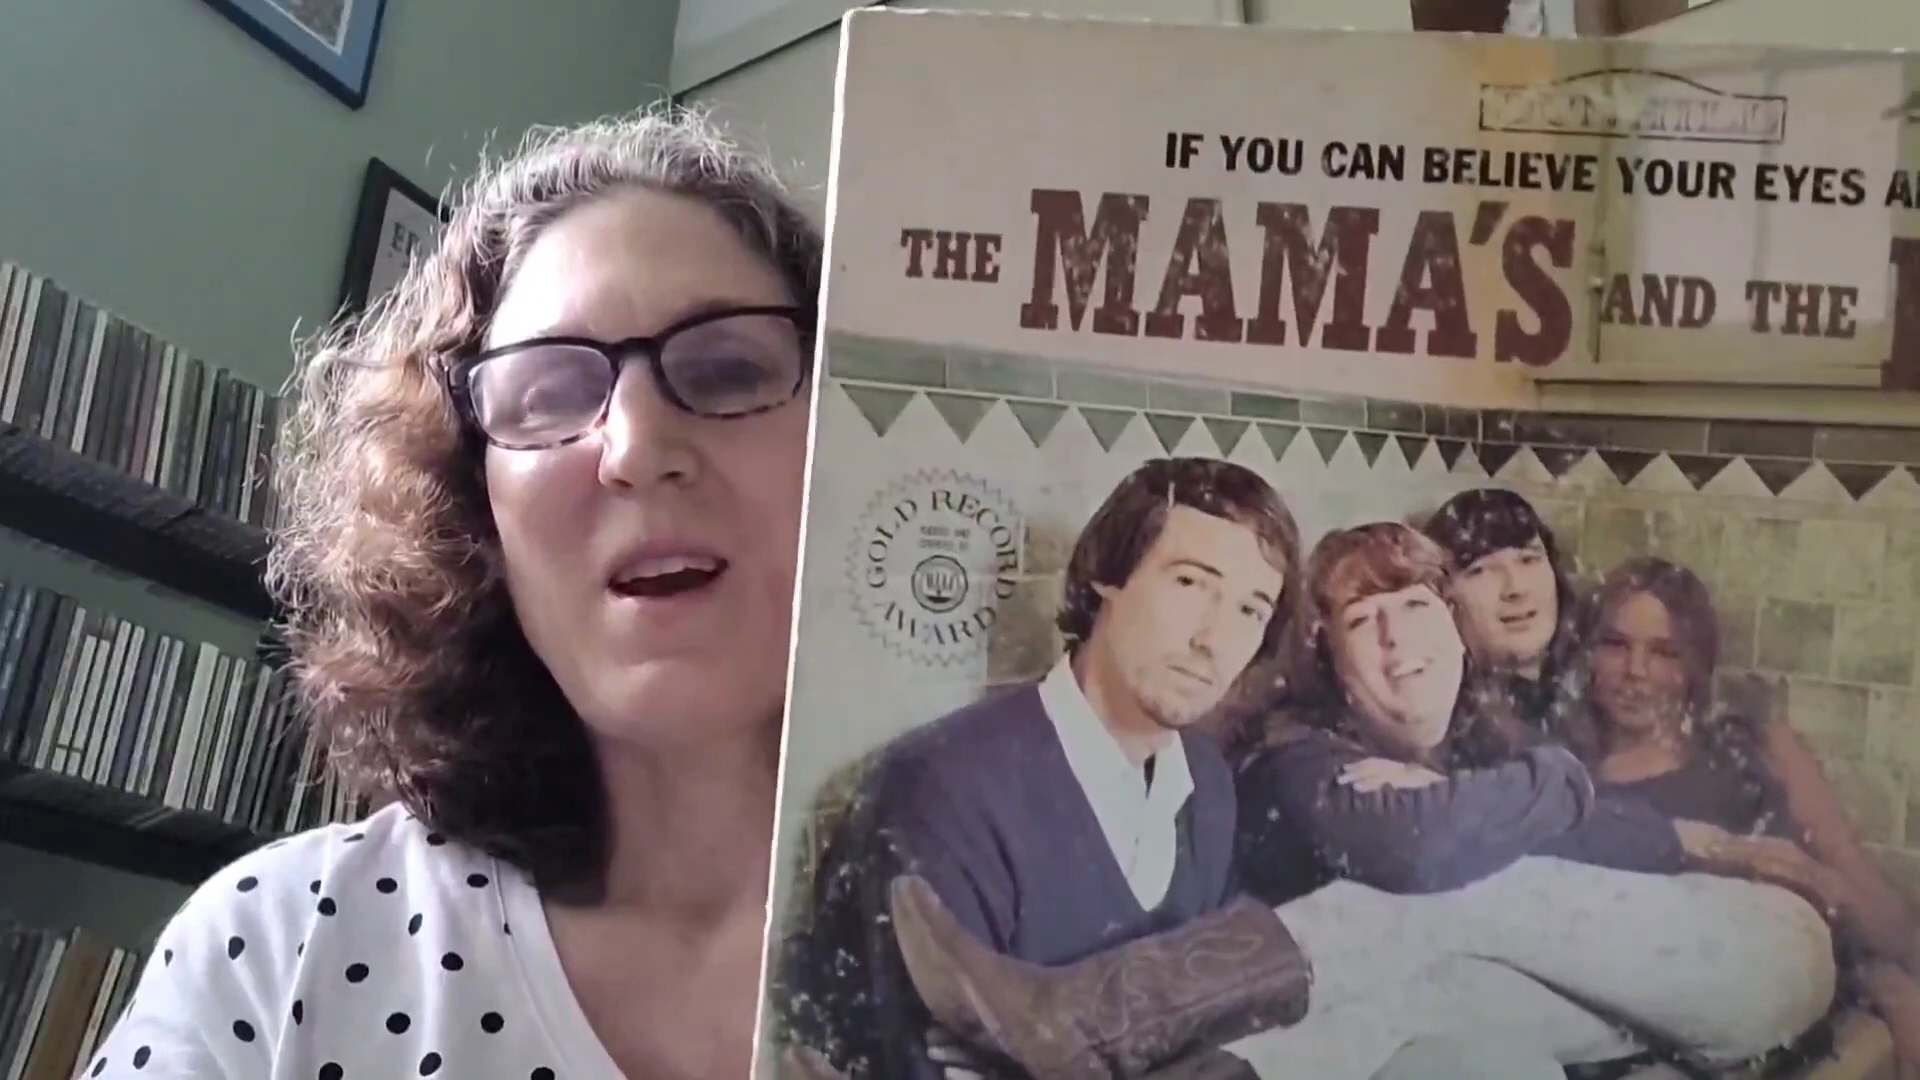 IF YOU CAN BELIEVE YOUR EYES
THE MAMA'S AND THE
GOLD RECORD
AWARD